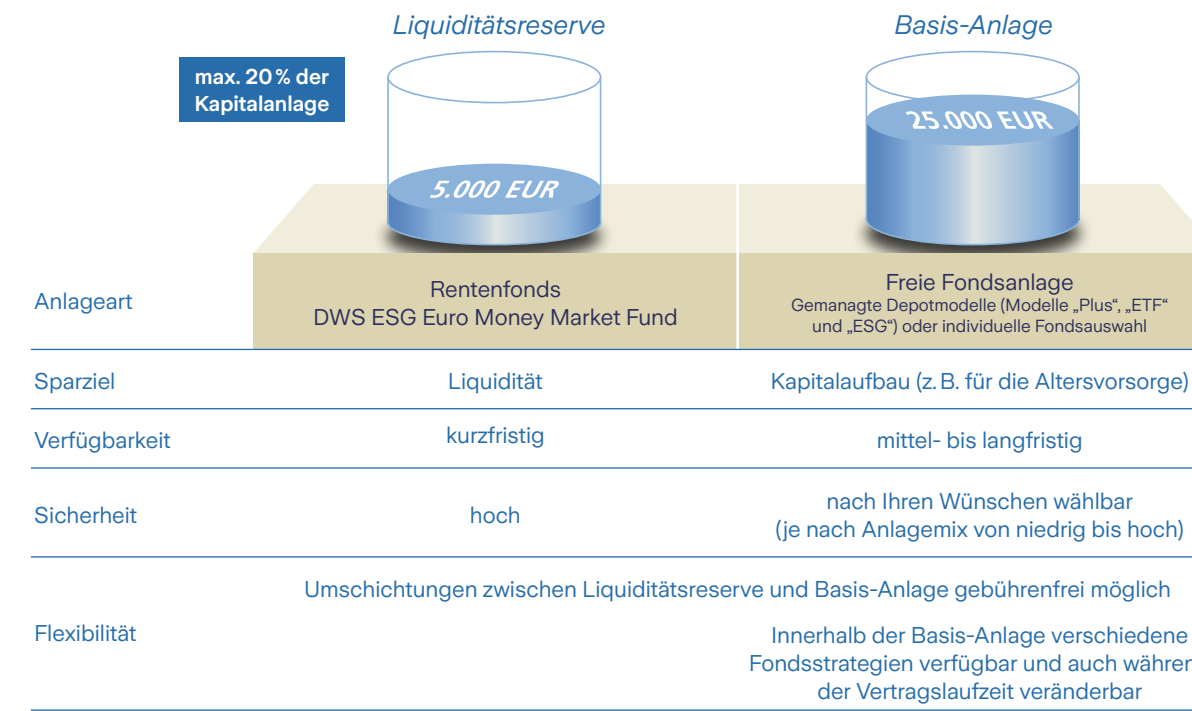 Liquiditätsreserve
Basis-Anlage
max. 20 % der
Kapitalanlage
5.000 EUR
25.000 EUR
Anlageart
Rentenfonds
DWS ESG Euro Money Market Fund
Freie Fondsanlage
Gemanagte Depotmodelle (Modelle „Plus“, „ETF“
und „ESG“) oder individuelle Fondsauswahl
Sparziel
Liquidität
Kapitalaufbau (z. B. für die Altersvorsorge)
Verfügbarkeit
kurzfristig
mittel- bis langfristig
Sicherheit
hoch
nach Ihren Wünschen wählbar
(je nach Anlagemix von niedrig bis hoch)
Flexibilität
Umschichtungen zwischen Liquiditätsreserve und Basis-Anlage gebührenfrei möglich
Innerhalb der Basis-Anlage verschiedene
Fondsstrategien verfügbar und auch währen
der Vertragslaufzeit veränderbar